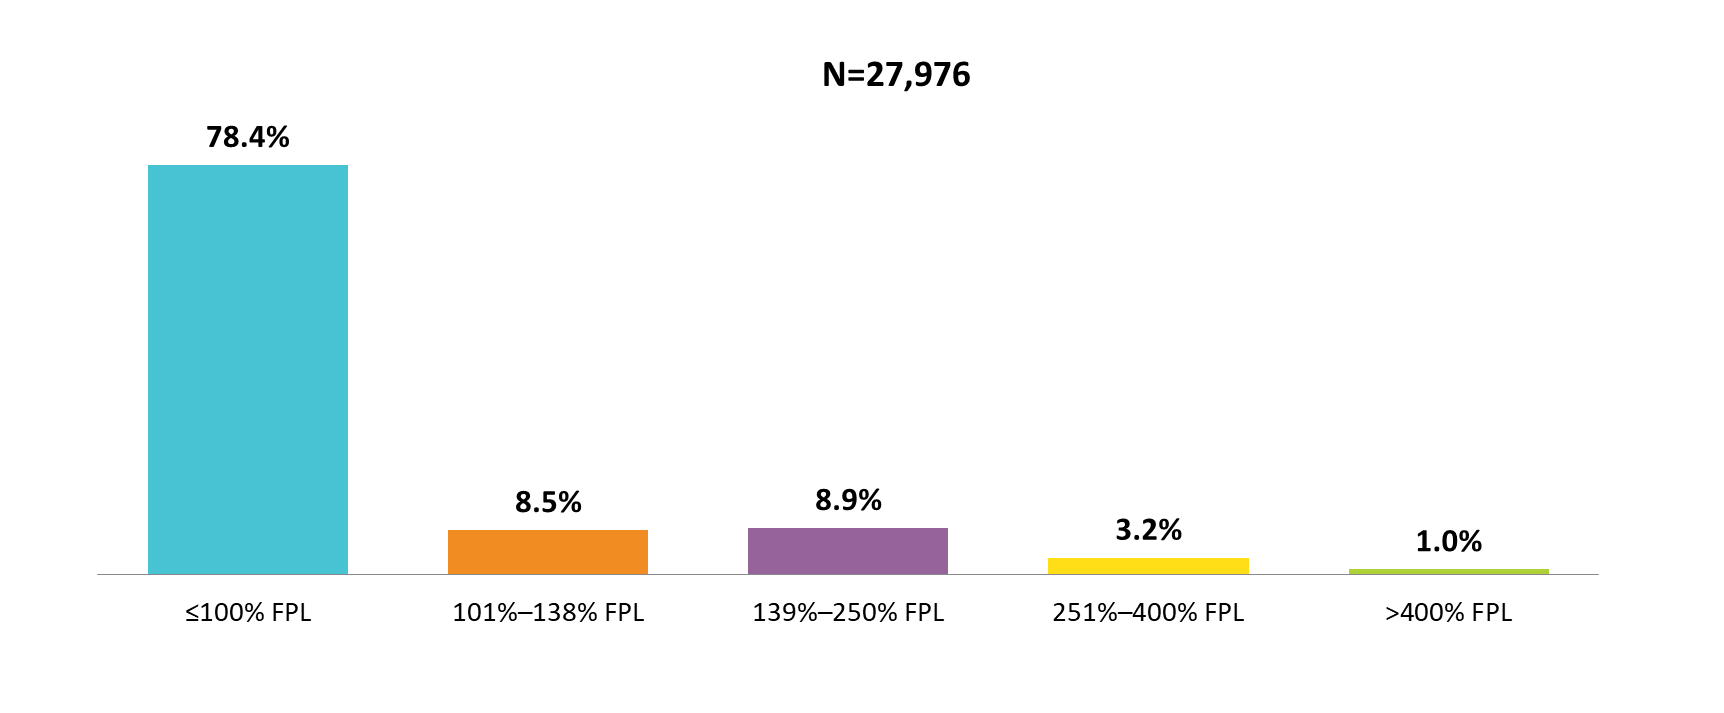 N=27,976
78.4%
8.5%
8.9%
3.2%
1.0%
≤100% FPL
101%–138% FPL
139%–250% FPL
251%–400% FPL
>400% FPL